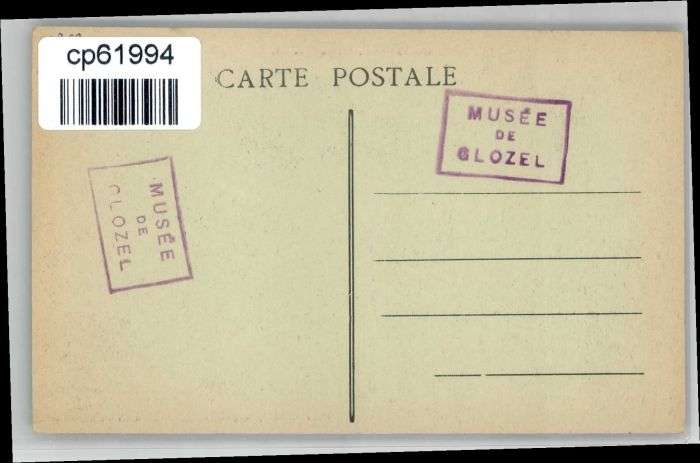 cp61994
CARTE POSTALE
MUSÉE
DE
GLOZEL
MUSÉE
DE
GLOZEL